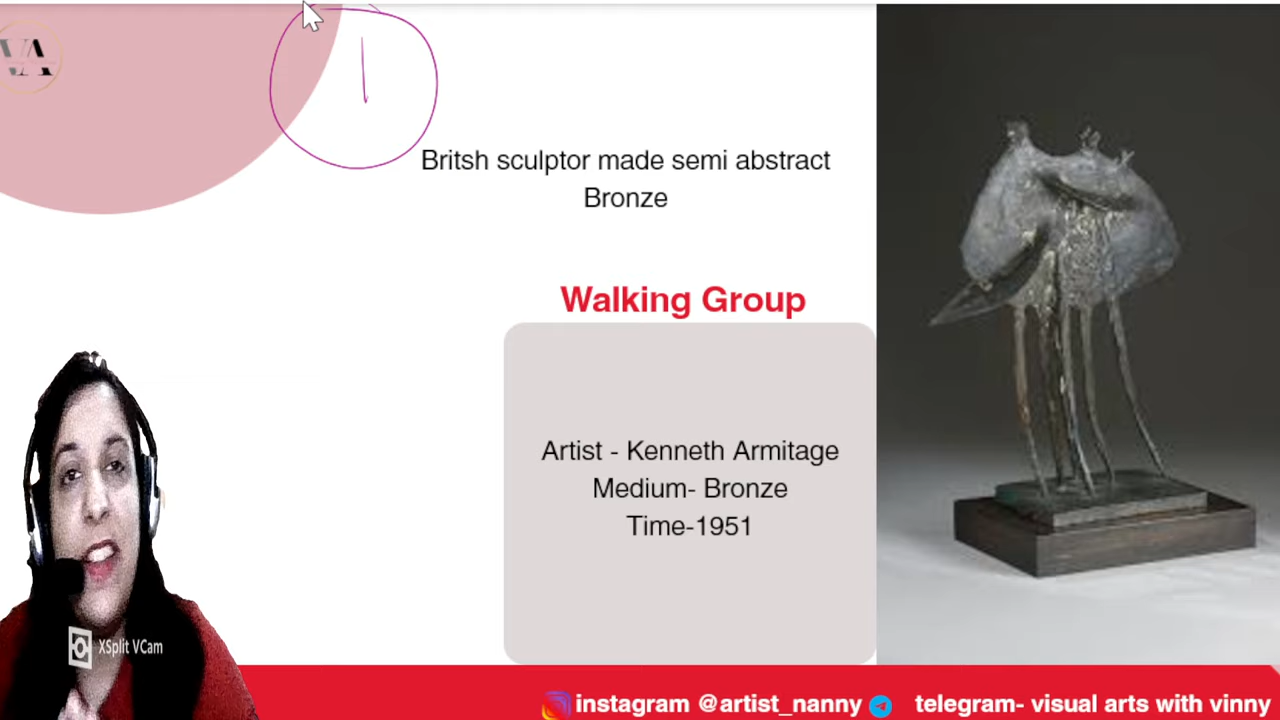 VA
Britsh sculptor made semi abstract
Bronze
Walking Group
Artist - Kenneth Armitage
Medium- Bronze
Time-1951
XSplit VCam
instagram @artist_nanny
telegram- visual arts with vinny